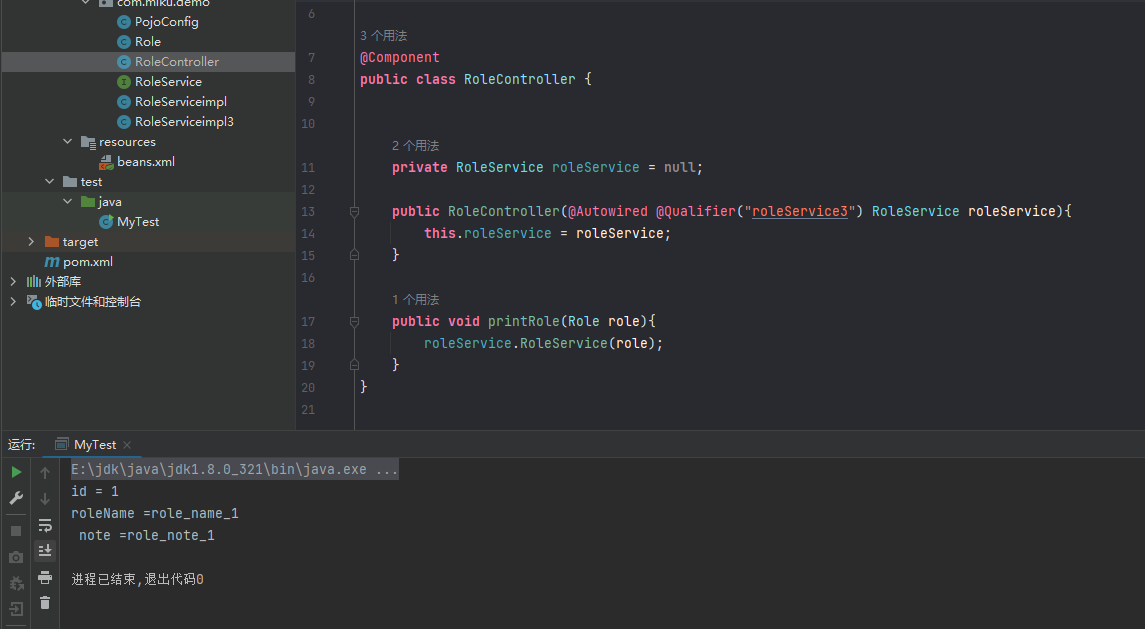 com.miku.demo
PojoConfig
Role
RoleController
RoleService
RoleServiceimpl
RoleServiceimpl3
resources
beans.xml
test
java
MyTest
target
pom.xml
外部库
临时文件和控制台
6
3 个用法
7 @Component
8 public class RoleController {
9
10
2 个用法
11 private RoleService roleService = null;
12
13 public RoleController(@Autowired @Qualifier("roleService3") RoleService roleService){
14 this.roleService = roleService;
15 }
16
1 个用法
17 public void printRole(Role role){
18 roleService.RoleService(role);
19 }
20 }
21
运行: MyTest
E:\jdk\java\jdk1.8.0_321\bin\java.exe ...
id = 1
roleName =role_name_1
note =role_note_1
进程已结束,退出代码0